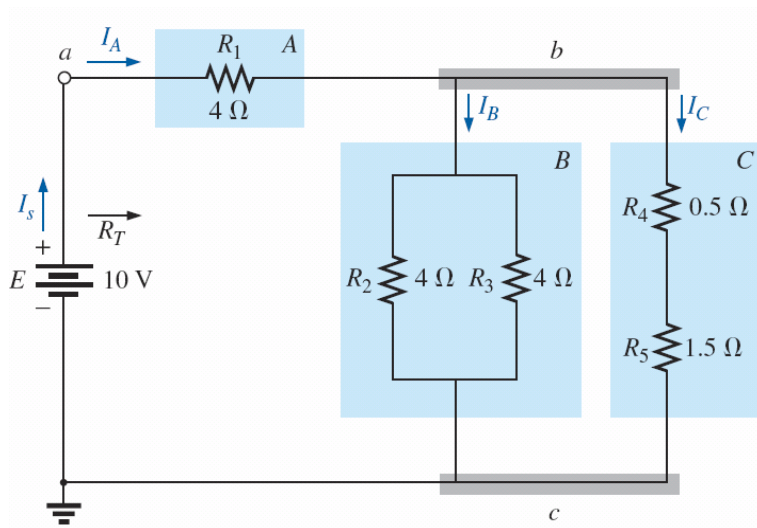 a
I_A
R_1
A
4 Ω
b
I_B
I_C
B
C
I_s
R_T
+
E
10 V
–
R_2
4 Ω
R_3
4 Ω
R_4
0.5 Ω
R_5
1.5 Ω
c